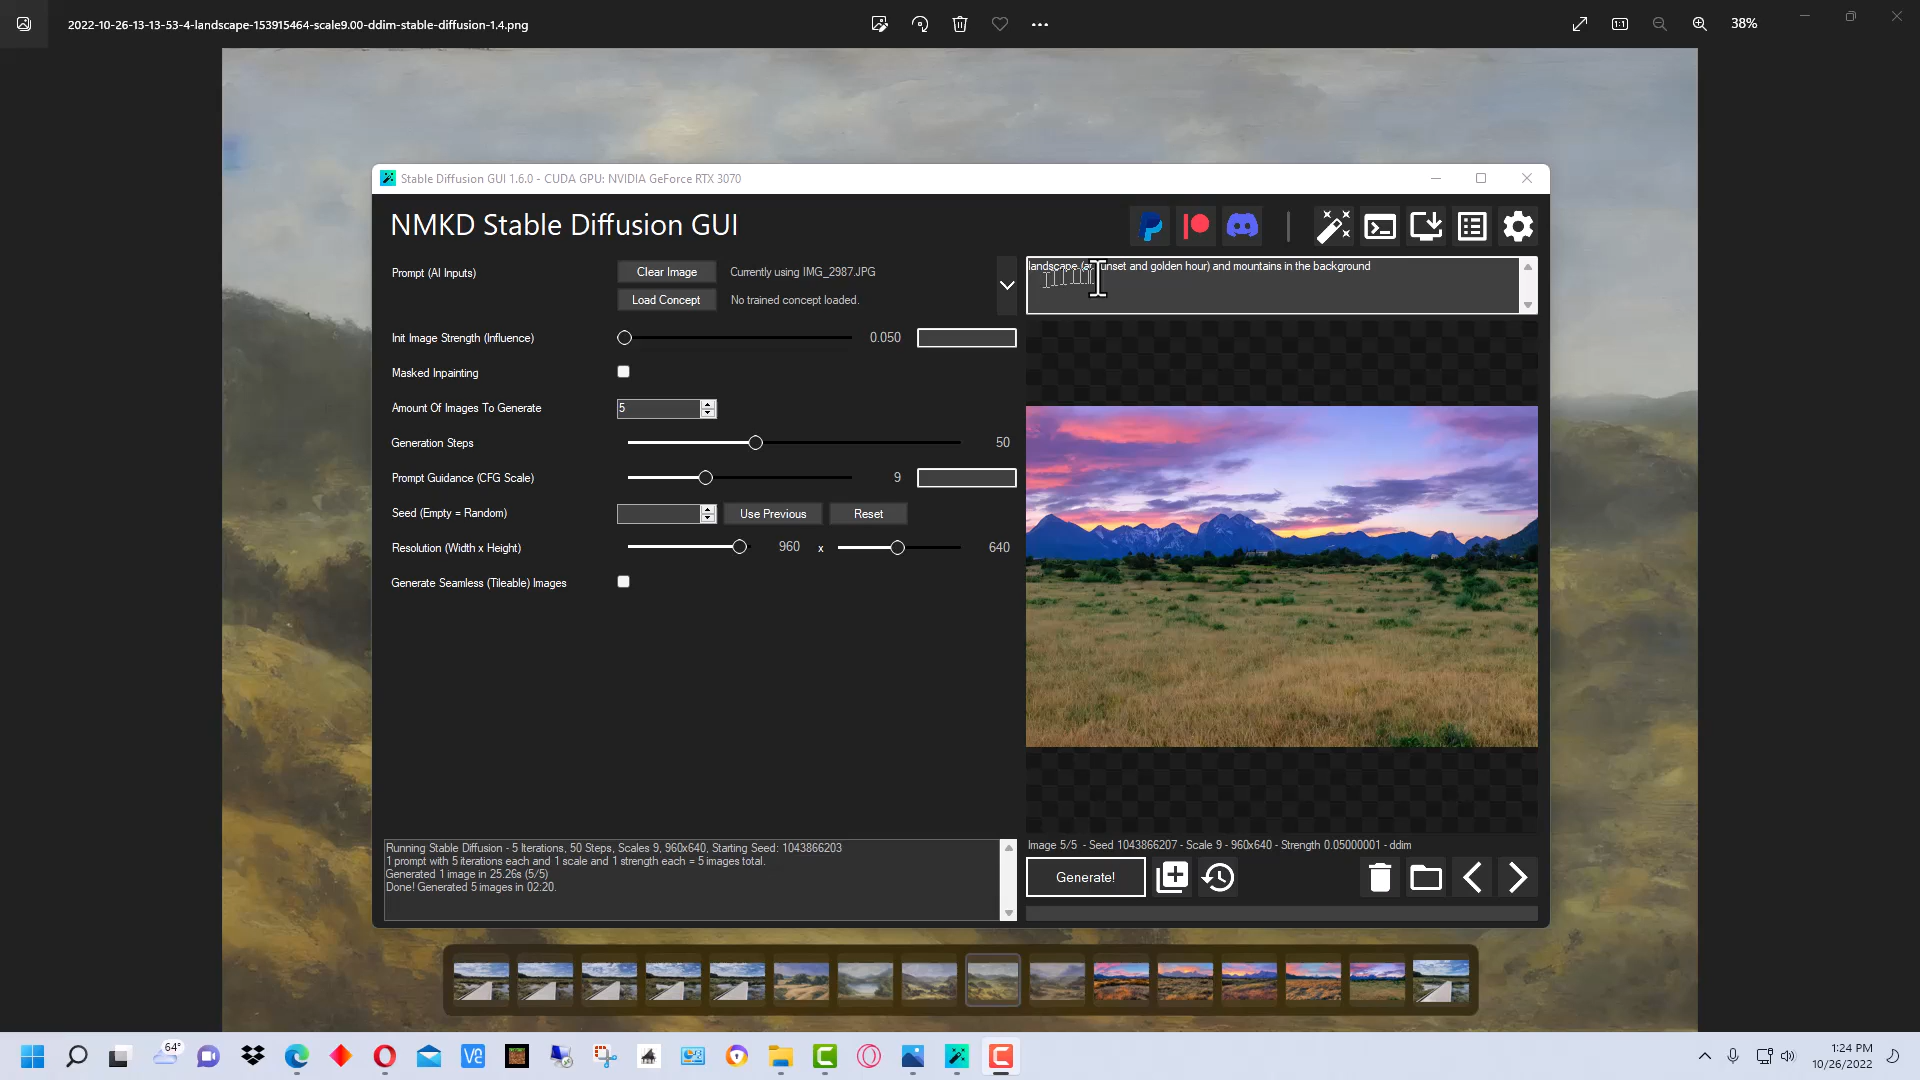 2022-10-26-13-13-53-4-landscape-153915464-scale9.00-ddim-stable-diffusion-1.4.png
38%
Stable Diffusion GUI 1.6.0 - CUDA GPU: NVIDIA GeForce RTX 3070
NMKD Stable Diffusion GUI
Prompt (AI Inputs)
Clear Image
Currently using IMG_2987.JPG
Load Concept
No trained concept loaded.
landscape (at sunset and golden hour) and mountains in the background
Init Image Strength (Influence)
0.050
Masked Inpainting
Amount Of Images To Generate
5
Generation Steps
50
Prompt Guidance (CFG Scale)
9
Seed (Empty = Random)
Use Previous
Reset
Resolution (Width x Height)
960
x
640
Generate Seamless (Tileable) Images
Running Stable Diffusion - 5 Iterations, 50 Steps, Scales 9, 960x640, Starting Seed: 1043866203
1 prompt with 5 iterations each and 1 scale and 1 strength each = 5 images total.
Generated 1 image in 25.26s (5/5)
Done! Generated 5 images in 02:20.
Image 5/5 - Seed 1043866207 - Scale 9 - 960x640 - Strength 0.05000001 - ddim
Generate!
64°
1:24 PM
10/26/2022